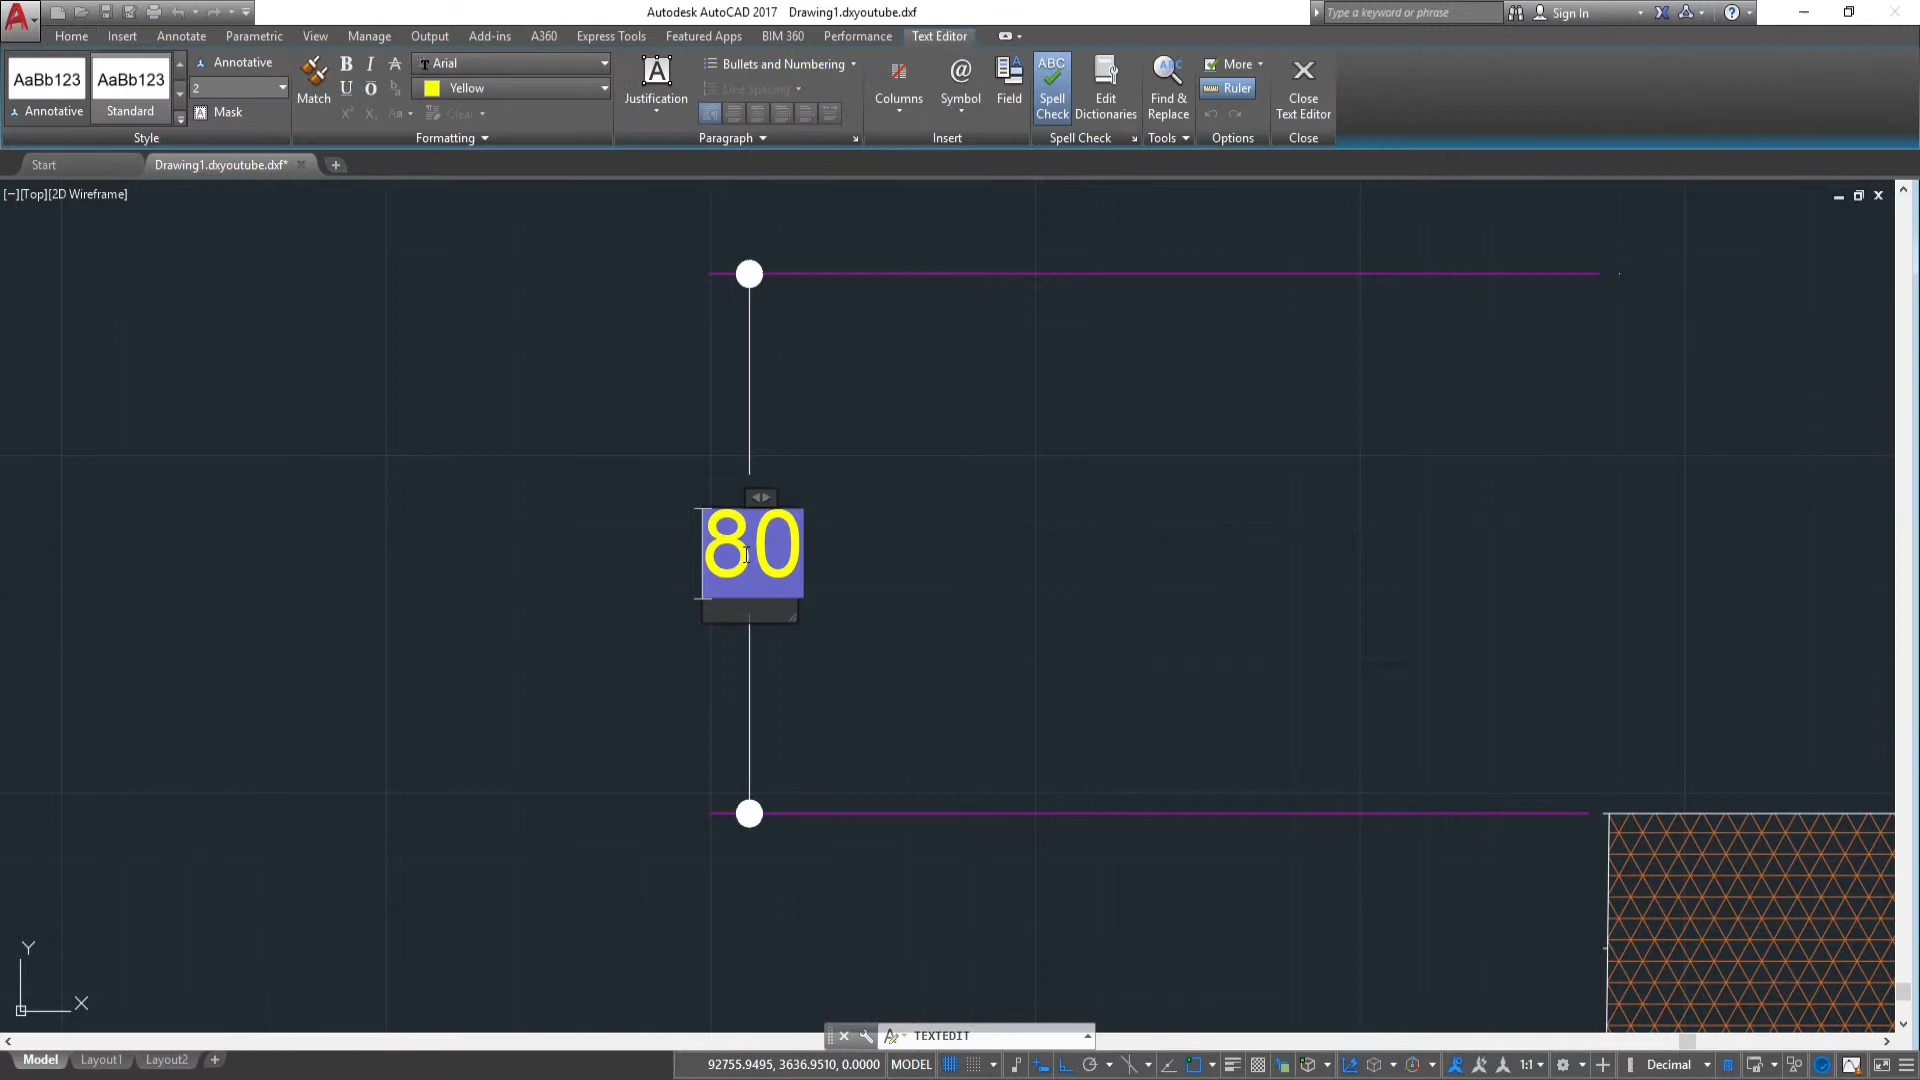 Autodesk AutoCAD 2017 Drawing1.dxyoutube.dxf
Type a keyword or phrase
Sign In
Home Insert Annotate Parametric View Manage Output Add-ins A360 Express Tools Featured Apps BIM 360 Performance Text Editor
AaBb123 AaBb123
Annotative Standard
Annotative
2
Mask
Style
Match
Arial
Yellow
Clear
Formatting
Justification
Bullets and Numbering
Line Spacing
Paragraph
Columns
Symbol
Field
Insert
ABC
Spell Check
Edit Dictionaries
Spell Check
Find & Replace
Tools
More
Ruler
Options
Close Text Editor
Close
Start Drawing1.dxyoutube.dxf*
[−][Top][2D Wireframe]
80
Y
X
TEXTEDIT
Model Layout1 Layout2
92755.9495, 3636.9510, 0.0000 MODEL 1:1 Decimal